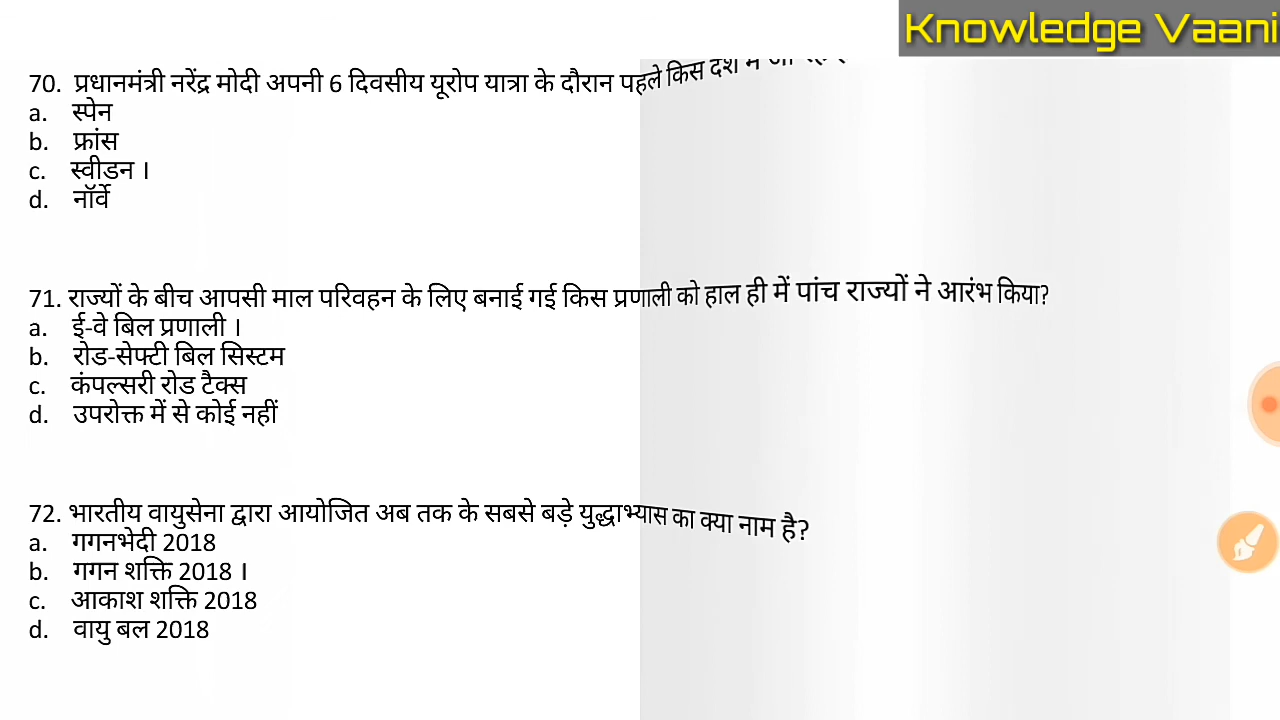 Knowledge Vaani
70. प्रधानमंत्री नरेंद्र मोदी अपनी 6 दिवसीय यूरोप यात्रा के दौरान पहले किस देश में
a. स्पेन
b. फ्रांस
c. स्वीडन ।
d. नॉर्वे
71. राज्यों के बीच आपसी माल परिवहन के लिए बनाई गई किस प्रणाली को हाल ही में पांच राज्यों ने आरंभ किया?
a. ई-वे बिल प्रणाली ।
b. रोड-सेफ्टी बिल सिस्टम
c. कंपल्सरी रोड टैक्स
d. उपरोक्त में से कोई नहीं
72. भारतीय वायुसेना द्वारा आयोजित अब तक के सबसे बड़े युद्धाभ्यास का क्या नाम है?
a. गगनभेदी 2018
b. गगन शक्ति 2018 ।
c. आकाश शक्ति 2018
d. वायु बल 2018